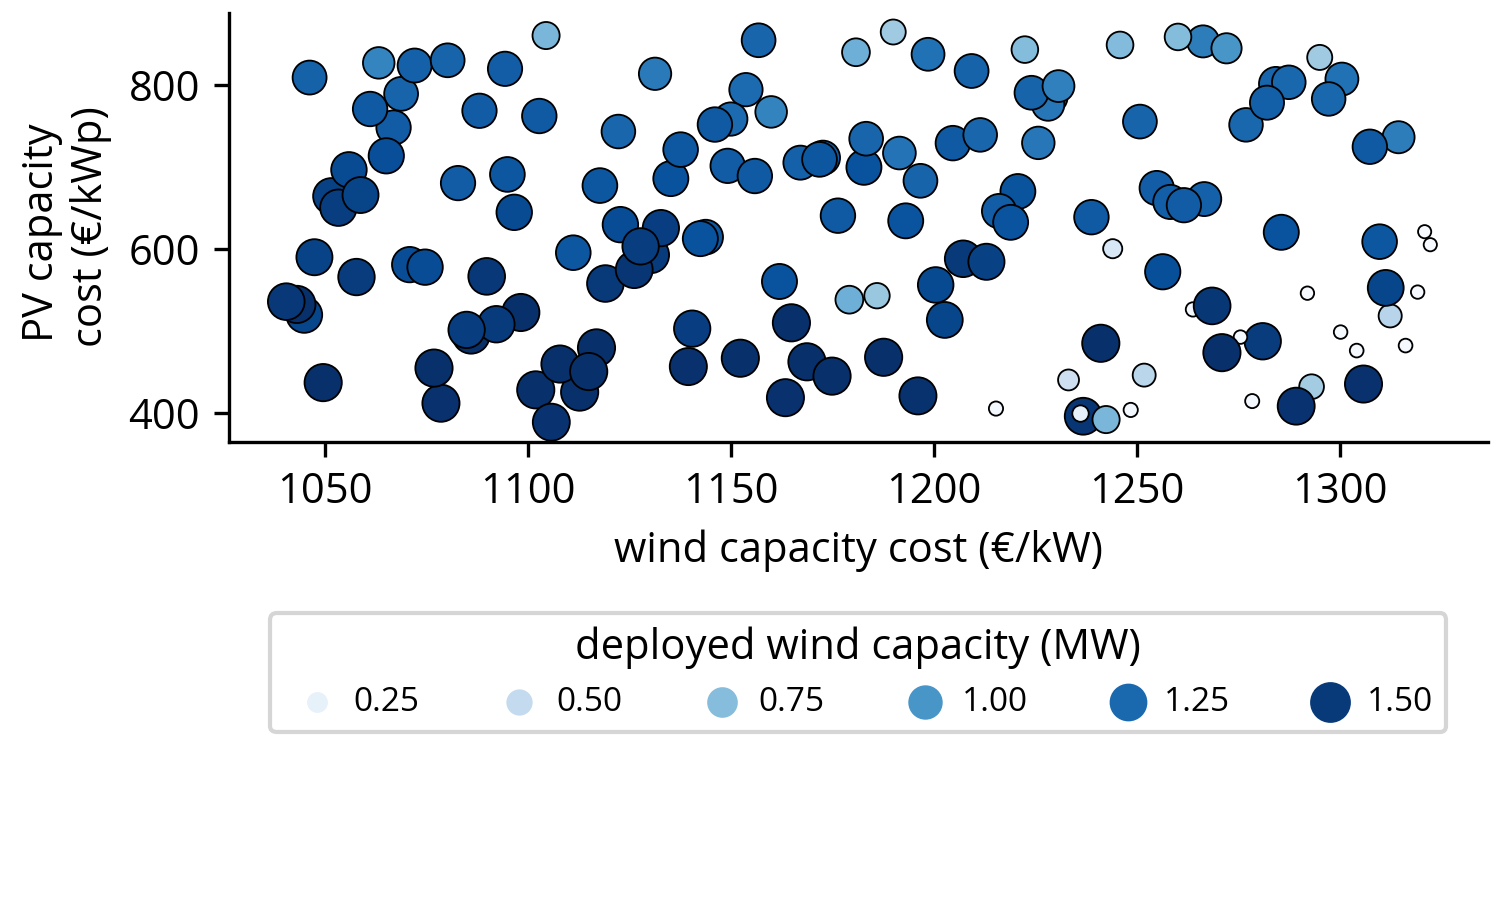 PV capacity
cost (€/kWp)
800
600
400
1050 1100 1150 1200 1250 1300
wind capacity cost (€/kW)
deployed wind capacity (MW)
0.25 0.50 0.75 1.00 1.25 1.50